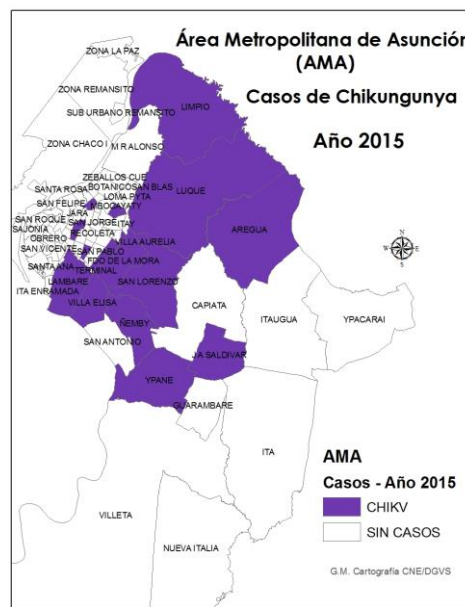 Área Metropolitana de Asunción
(AMA)
Casos de Chikungunya
Año 2015
ZONA LA PAZ
ZONA REMANSITO
SUB URBANO REMANSITO
LIMPIO
ZONA CHACO I
M R ALONSO
ZEBALLOS CUE
BOTANICO
SAN BLAS
SANTA ROSA
LOMA PYTA
LUQUE
SAN FELIPE
MBOCAYATY
JARA
SAN ROQUE
SAN JORGE
ITAY
SAJONIA
RECOLETA
AREGUA
OBRERO
VILLA AURELIA
SAN VICENTE
SAN PABLO
FDO DE LA MORA
SANTA ANA
TERMINAL
LAMBARE
SAN LORENZO
ITA ENRAMADA
VILLA ELISA
CAPIATA
ITAUGUA
YPACARAI
ÑEMBY
SAN ANTONIO
J A SALDIVAR
YPANE
GUARAMBARE
ITA
VILLETA
NUEVA ITALIA
N
AMA
Casos - Año 2015
CHIKV
SIN CASOS
G.M. Cartografía CNE/DGVS